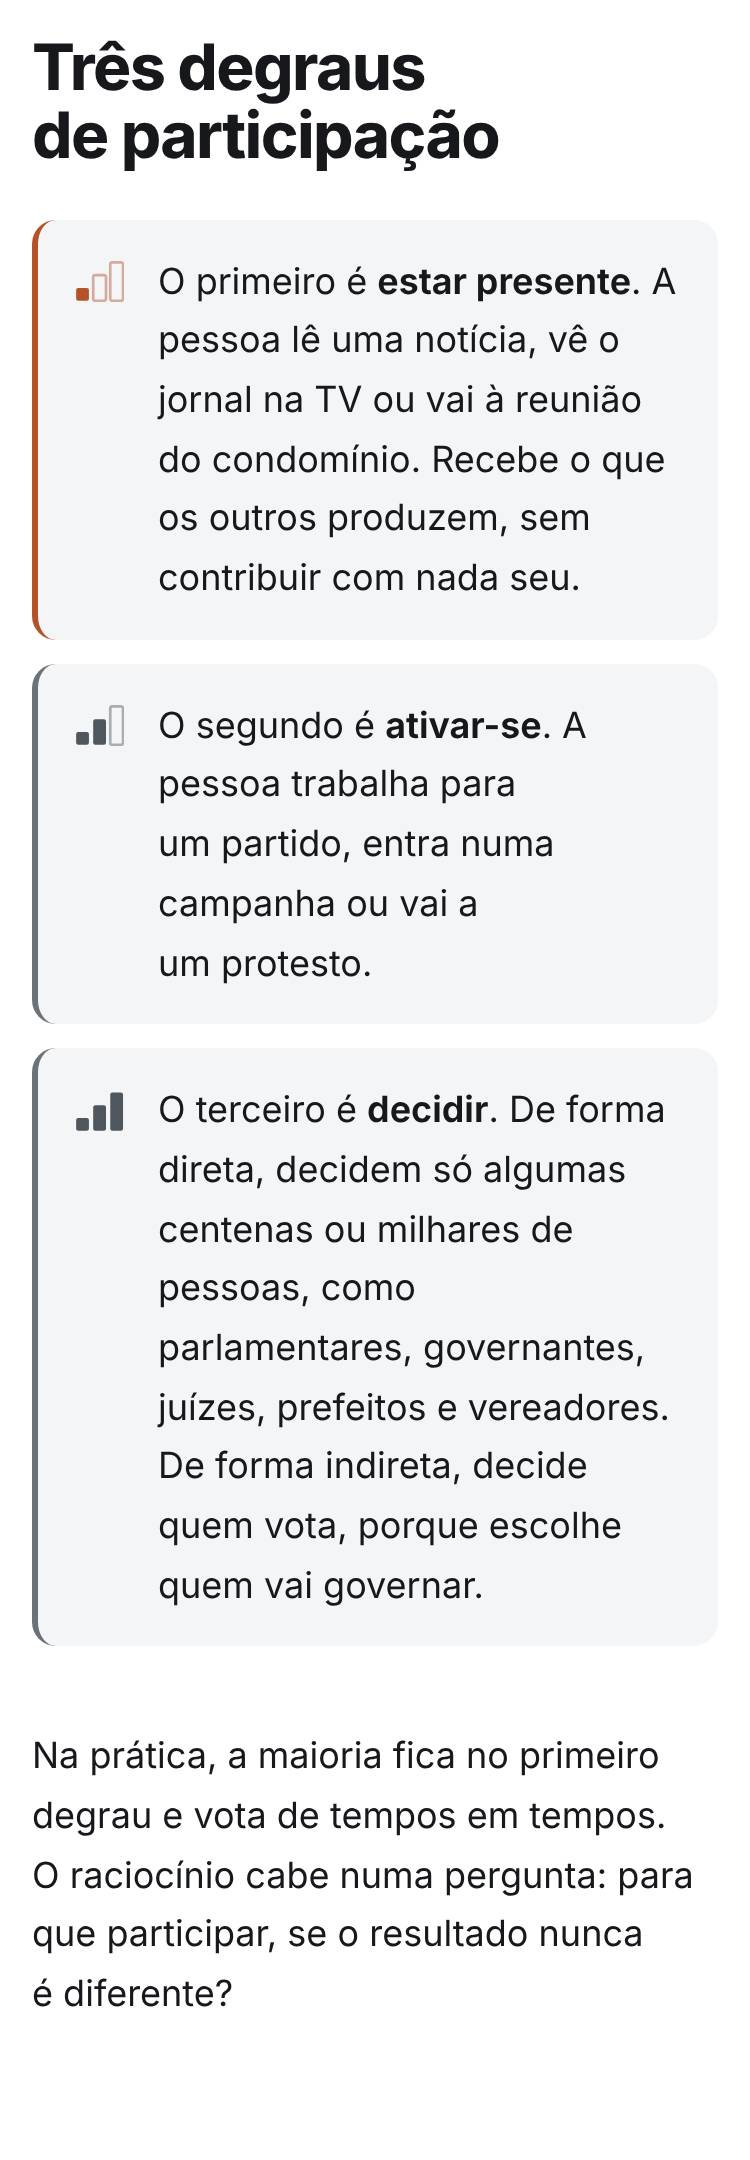 Três degraus
de participação
O primeiro é estar presente. A
pessoa lê uma notícia, vê o
jornal na TV ou vai à reunião
do condomínio. Recebe o que
os outros produzem, sem
contribuir com nada seu.
O segundo é ativar-se. A
pessoa trabalha para
um partido, entra numa
campanha ou vai a
um protesto.
O terceiro é decidir. De forma
direta, decidem só algumas
centenas ou milhares de
pessoas, como
parlamentares, governantes,
juízes, prefeitos e vereadores.
De forma indireta, decide
quem vota, porque escolhe
quem vai governar.
Na prática, a maioria fica no primeiro
degrau e vota de tempos em tempos.
O raciocínio cabe numa pergunta: para
que participar, se o resultado nunca
é diferente?